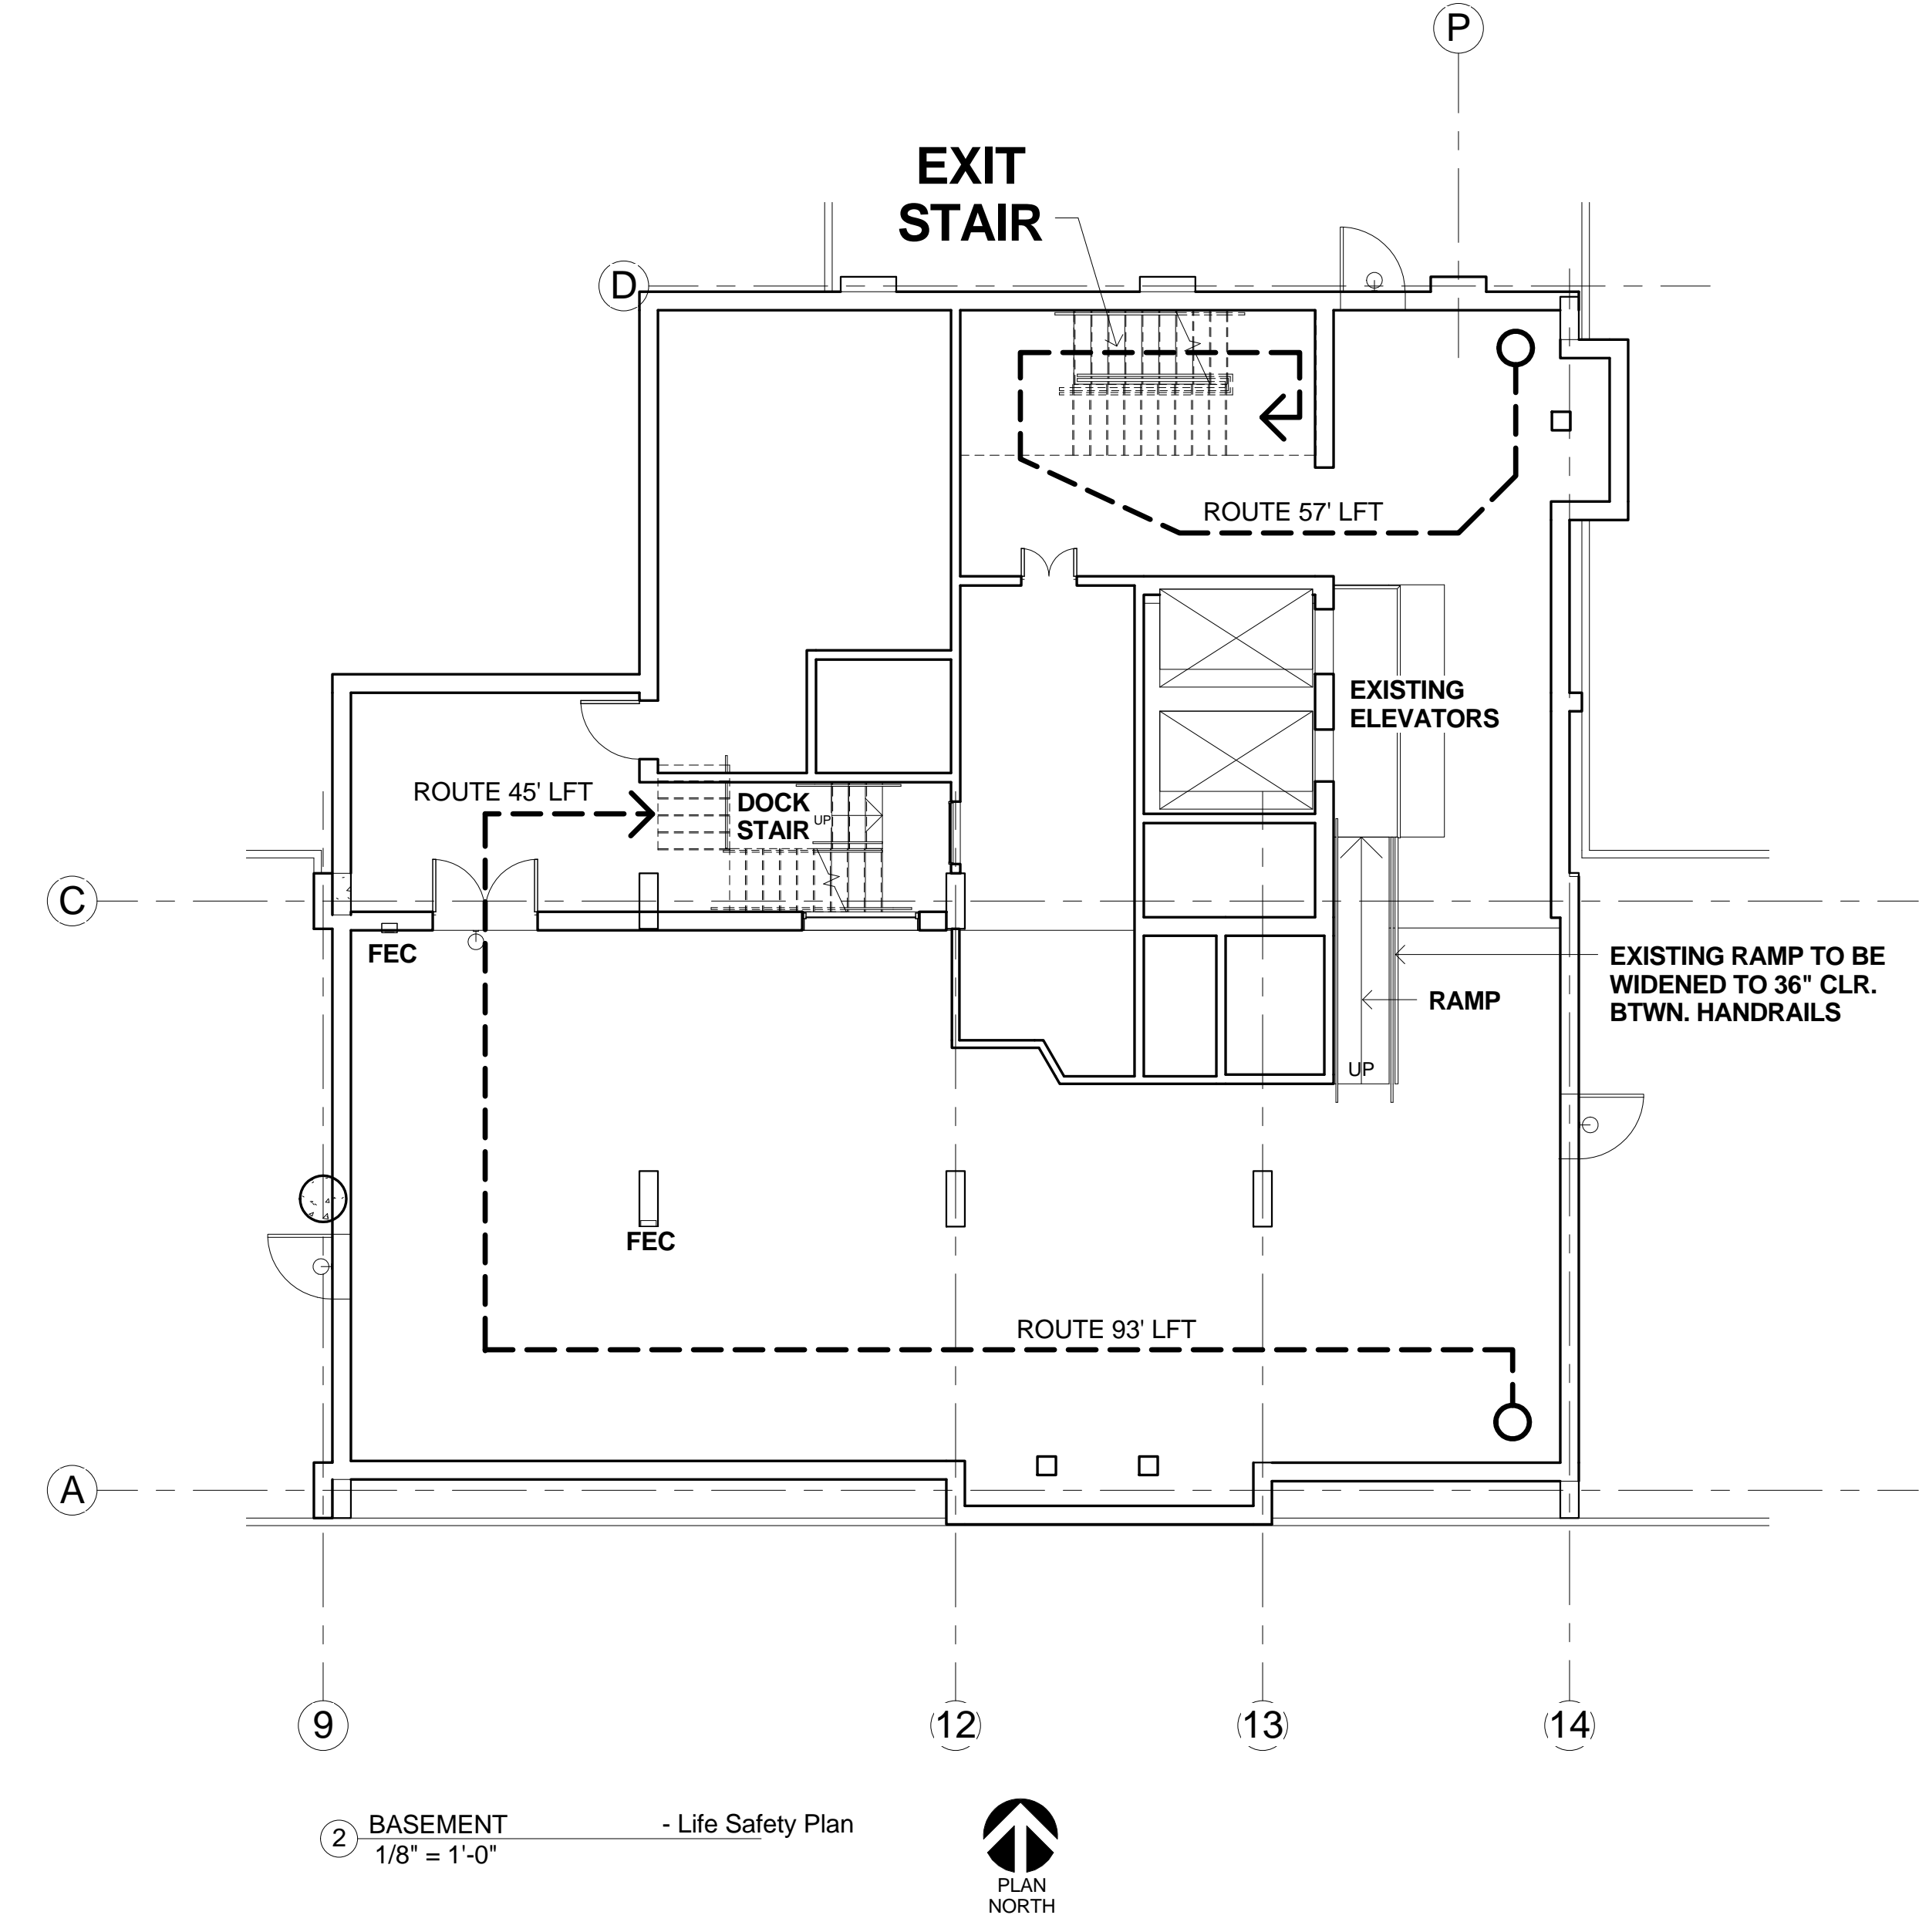 P
EXIT
STAIR
D
ROUTE 57' LFT
EXISTING
ELEVATORS
ROUTE 45' LFT
DOCK
STAIR
UP
C
FEC
EXISTING RAMP TO BE
WIDENED TO 36" CLR.
BTWN. HANDRAILS
RAMP
UP
FEC
ROUTE 93' LFT
A
9
12
13
14
2
BASEMENT - Life Safety Plan
1/8" = 1'-0"
PLAN
NORTH